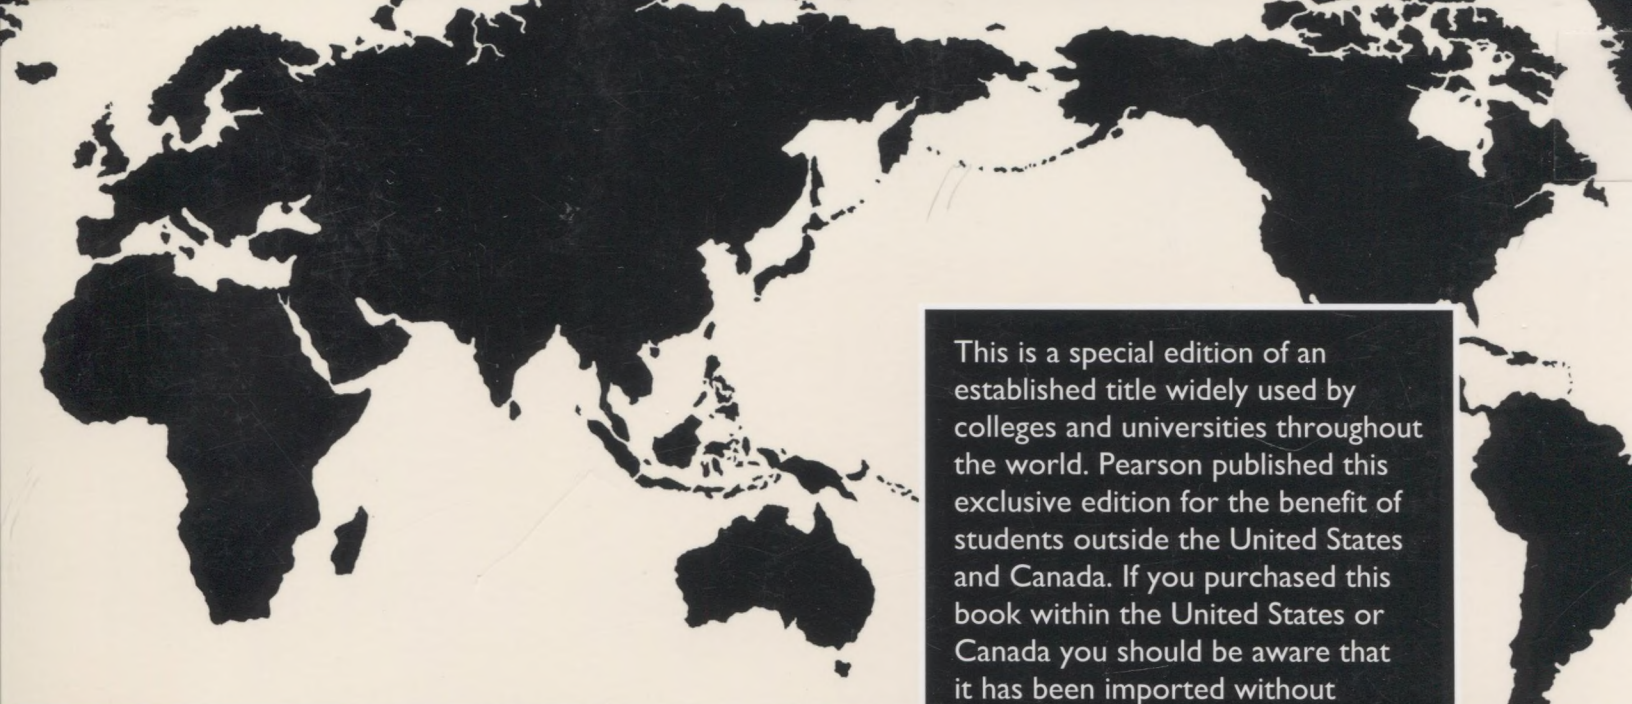 This is a special edition of an
established title widely used by
colleges and universities throughout
the world. Pearson published this
exclusive edition for the benefit of
students outside the United States
and Canada. If you purchased this
book within the United States or
Canada you should be aware that
it has been imported without